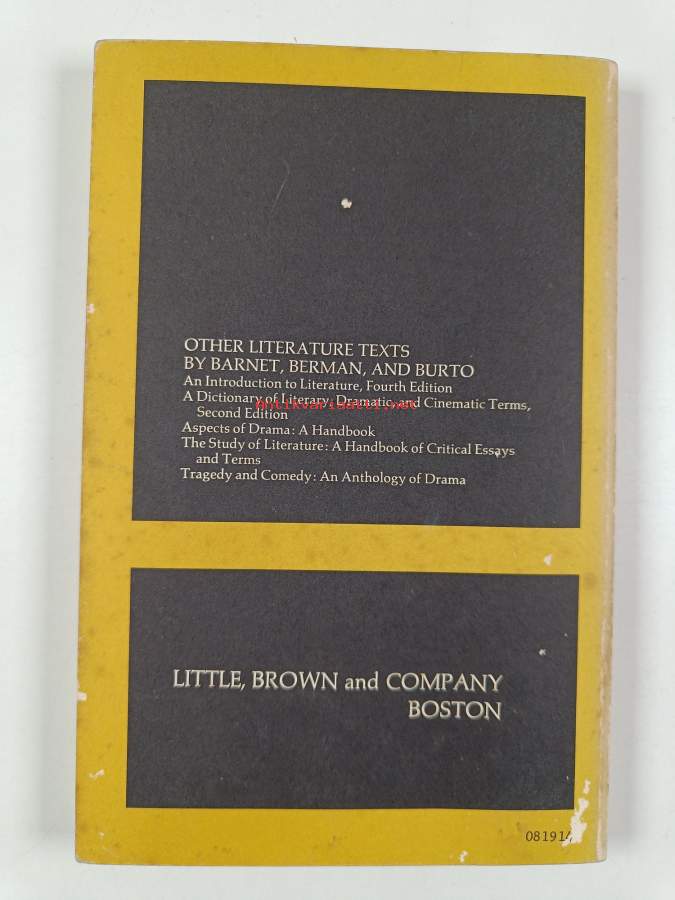 OTHER LITERATURE TEXTS
BY BARNET, BERMAN, AND BURTO
An Introduction to Literature, Fourth Edition
A Dictionary of Literary, Dramatic, and Cinematic Terms,
Antikvariaatti.net
Second Edition
Aspects of Drama: A Handbook
The Study of Literature: A Handbook of Critical Essays
and Terms
Tragedy and Comedy: An Anthology of Drama
LITTLE, BROWN and COMPANY
BOSTON
081914